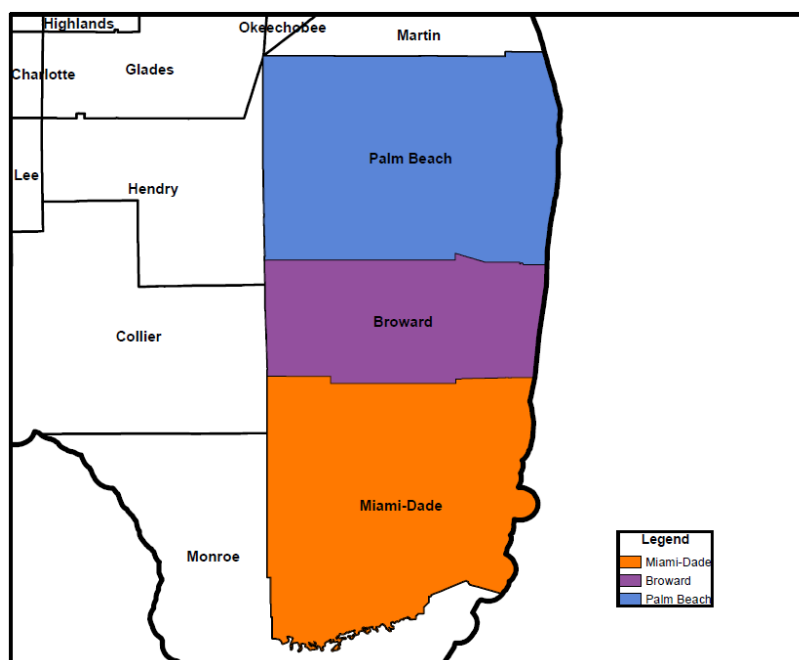 Highlands
Okeechobee
Martin
Charlotte
Glades
Palm Beach
Lee
Hendry
Broward
Collier
Miami-Dade
Monroe
Legend
Miami-Dade
Broward
Palm Beach